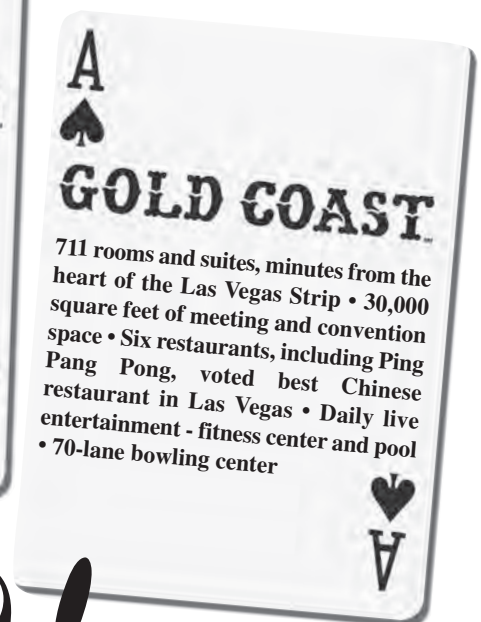 A
GOLD COAST
711 rooms and suites, minutes from the
heart of the Las Vegas Strip • 30,000
square feet of meeting and convention
space • Six restaurants, including Ping
Pang Pong, voted best Chinese
restaurant in Las Vegas • Daily live
entertainment - fitness center and pool
• 70-lane bowling center
A